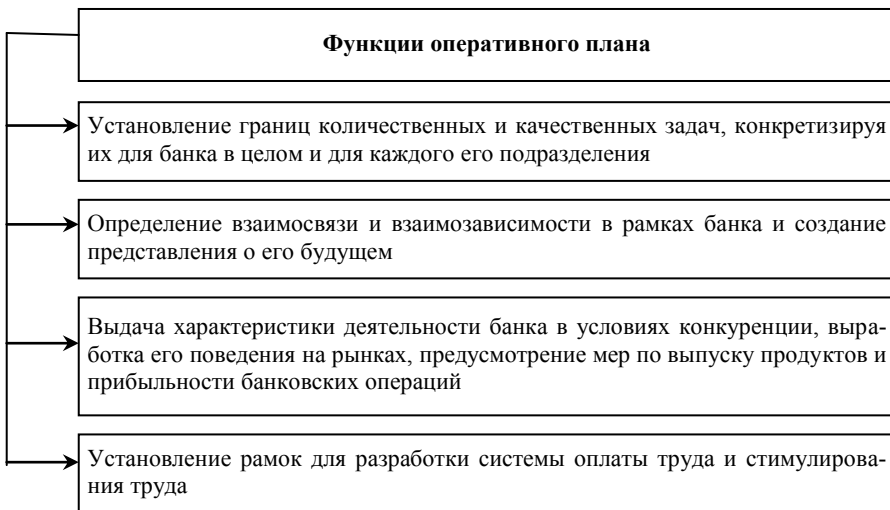 Функции оперативного плана
Установление границ количественных и качественных задач, конкретизируя
их для банка в целом и для каждого его подразделения
Определение взаимосвязи и взаимозависимости в рамках банка и создание
представления о его будущем
Выдача характеристики деятельности банка в условиях конкуренции, выра-
ботка его поведения на рынках, предусмотрение мер по выпуску продуктов и
прибыльности банковских операций
Установление рамок для разработки системы оплаты труда и стимулирова-
ния труда